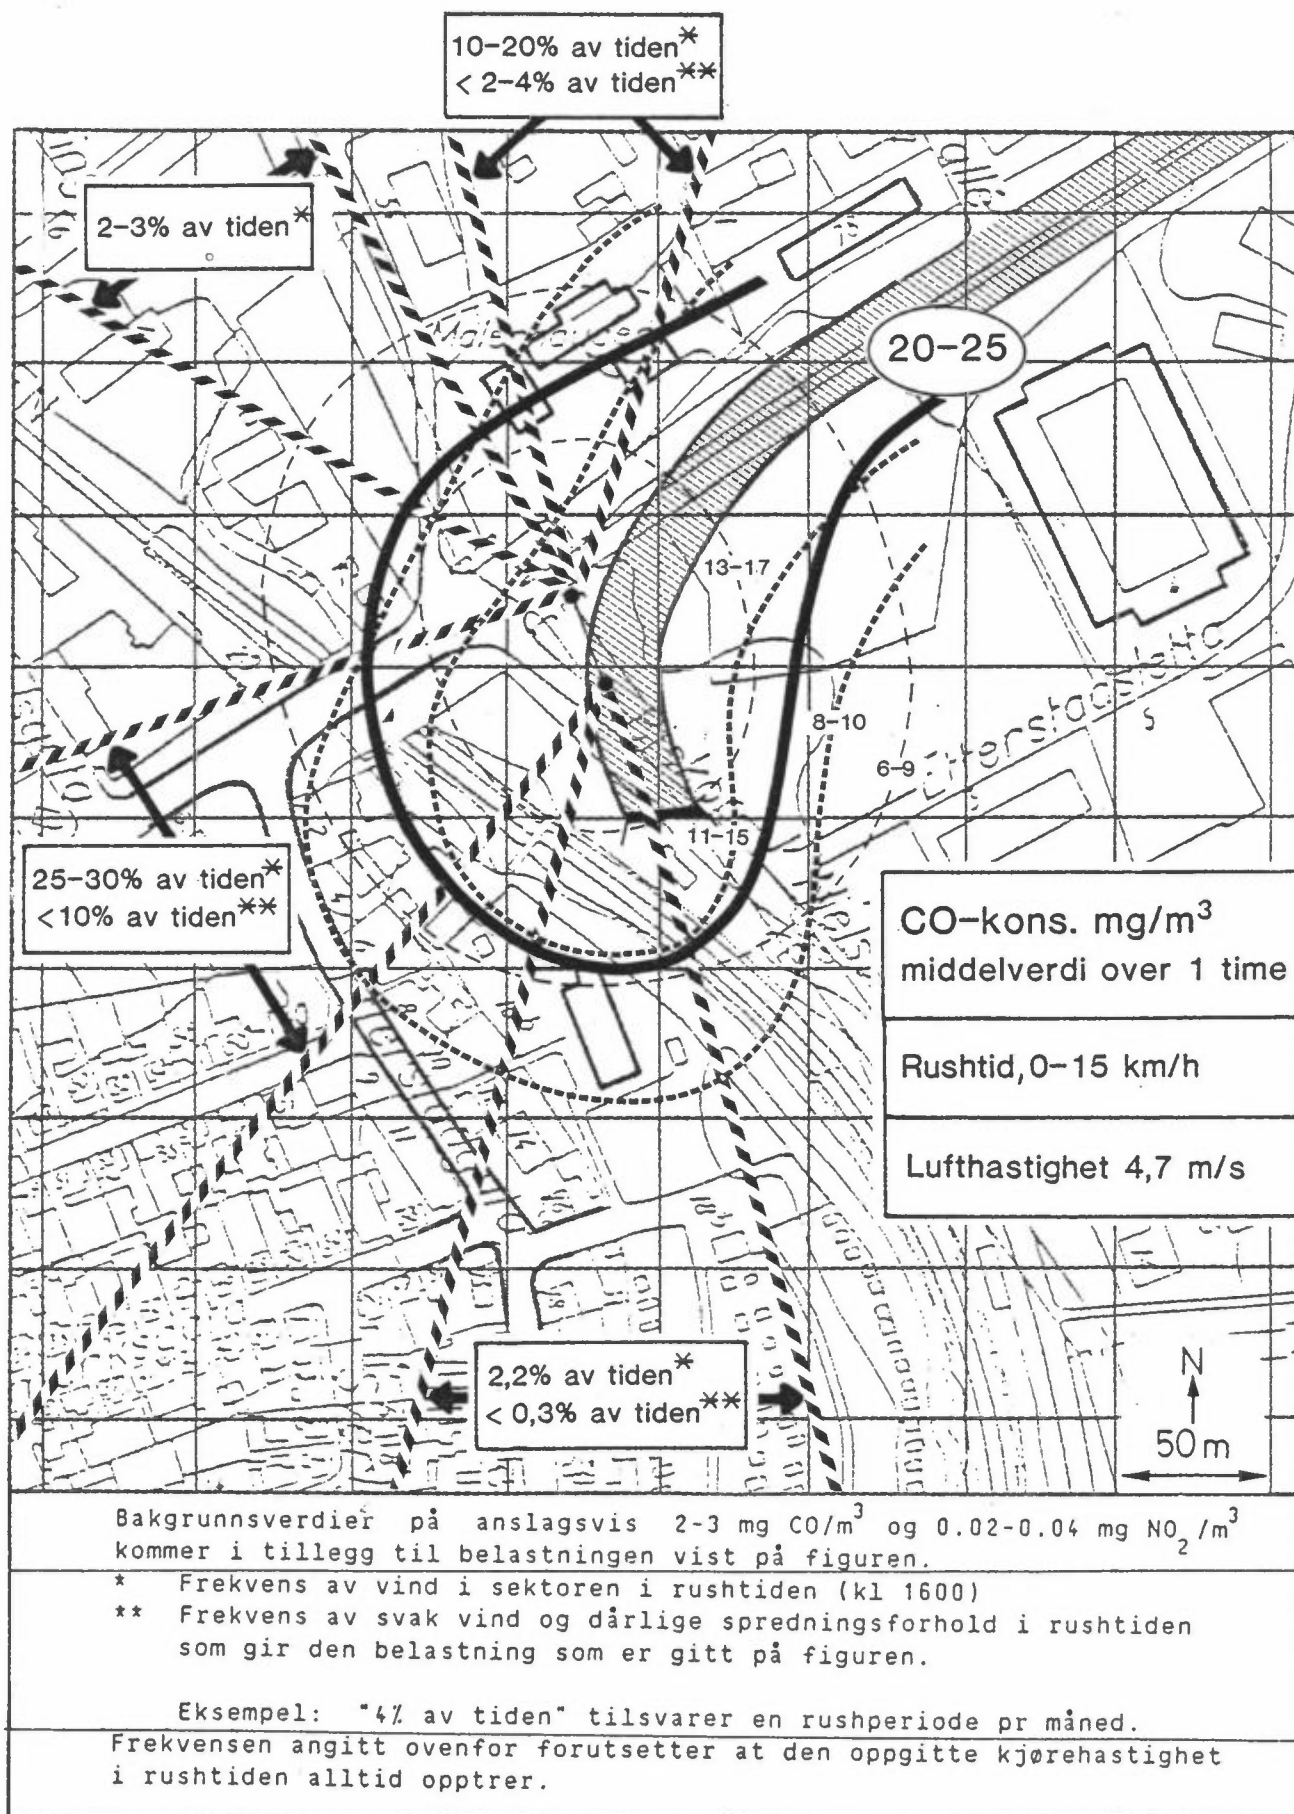 10-20% av tiden*
< 2-4% av tiden**
2-3% av tiden*
20-25
13-17
8-10
6-9
11-15
Etterstadsletta
25-30% av tiden*
<10% av tiden**
CO-kons. mg/m³
middelverdi over 1 time
Rushtid, 0-15 km/h
Lufthastighet 4,7 m/s
2,2% av tiden*
< 0,3% av tiden**
N
50 m
Bakgrunnsverdier på anslagsvis 2-3 mg CO/m³ og 0.02-0.04 mg NO₂/m³
kommer i tillegg til belastningen vist på figuren.
* Frekvens av vind i sektoren i rushtiden (kl 1600)
** Frekvens av svak vind og dårlige spredningsforhold i rushtiden
som gir den belastning som er gitt på figuren.
Eksempel: "4% av tiden" tilsvarer en rushperiode pr måned.
Frekvensen angitt ovenfor forutsetter at den oppgitte kjørehastighet
i rushtiden alltid opptrer.